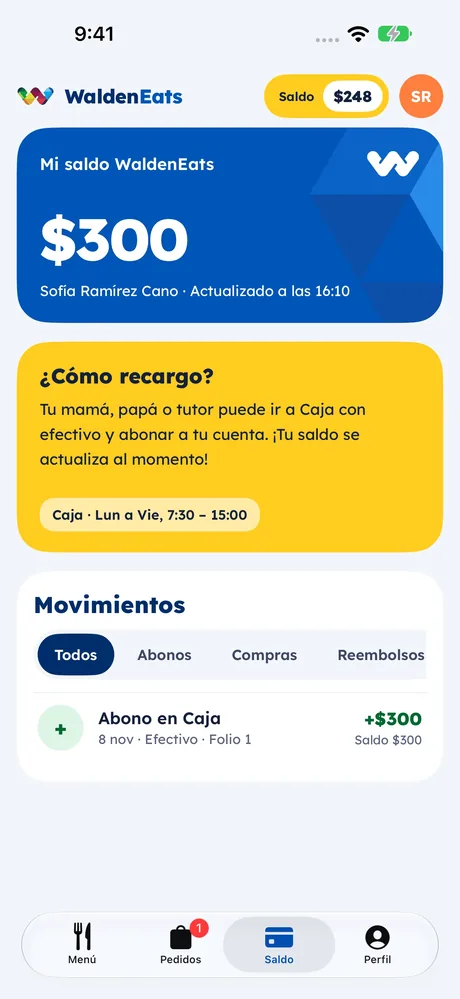 9:41
WaldenEats
Saldo $248
SR
Mi saldo WaldenEats
$300
Sofía Ramírez Cano · Actualizado a las 16:10
¿Cómo recargo?
Tu mamá, papá o tutor puede ir a Caja con
efectivo y abonar a tu cuenta. ¡Tu saldo se
actualiza al momento!
Caja · Lun a Vie, 7:30 – 15:00
Movimientos
Todos Abonos Compras Reembolsos
+
Abono en Caja +$300
8 nov · Efectivo · Folio 1 Saldo $300
1
Menú Pedidos Saldo Perfil